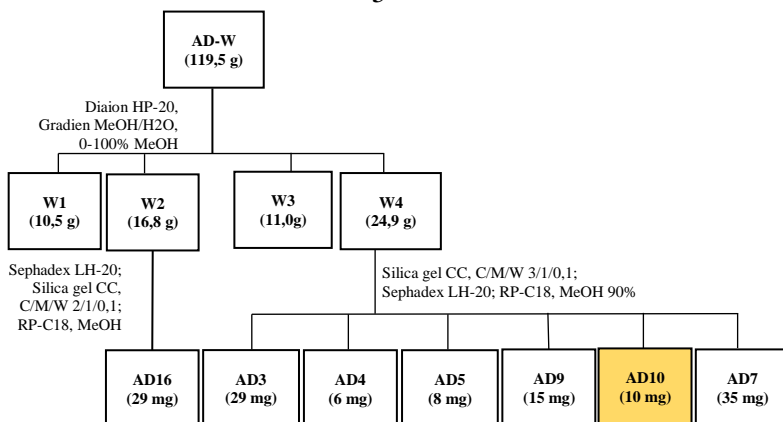 AD-W
(119,5 g)
Diaion HP-20,
Gradien MeOH/H2O,
0-100% MeOH
W1
(10,5 g)
W2
(16,8 g)
W3
(11,0g)
W4
(24,9 g)
Sephadex LH-20;
Silica gel CC,
C/M/W 2/1/0,1;
RP-C18, MeOH
Silica gel CC, C/M/W 3/1/0,1;
Sephadex LH-20; RP-C18, MeOH 90%
AD16
(29 mg)
AD3
(29 mg)
AD4
(6 mg)
AD5
(8 mg)
AD9
(15 mg)
AD10
(10 mg)
AD7
(35 mg)